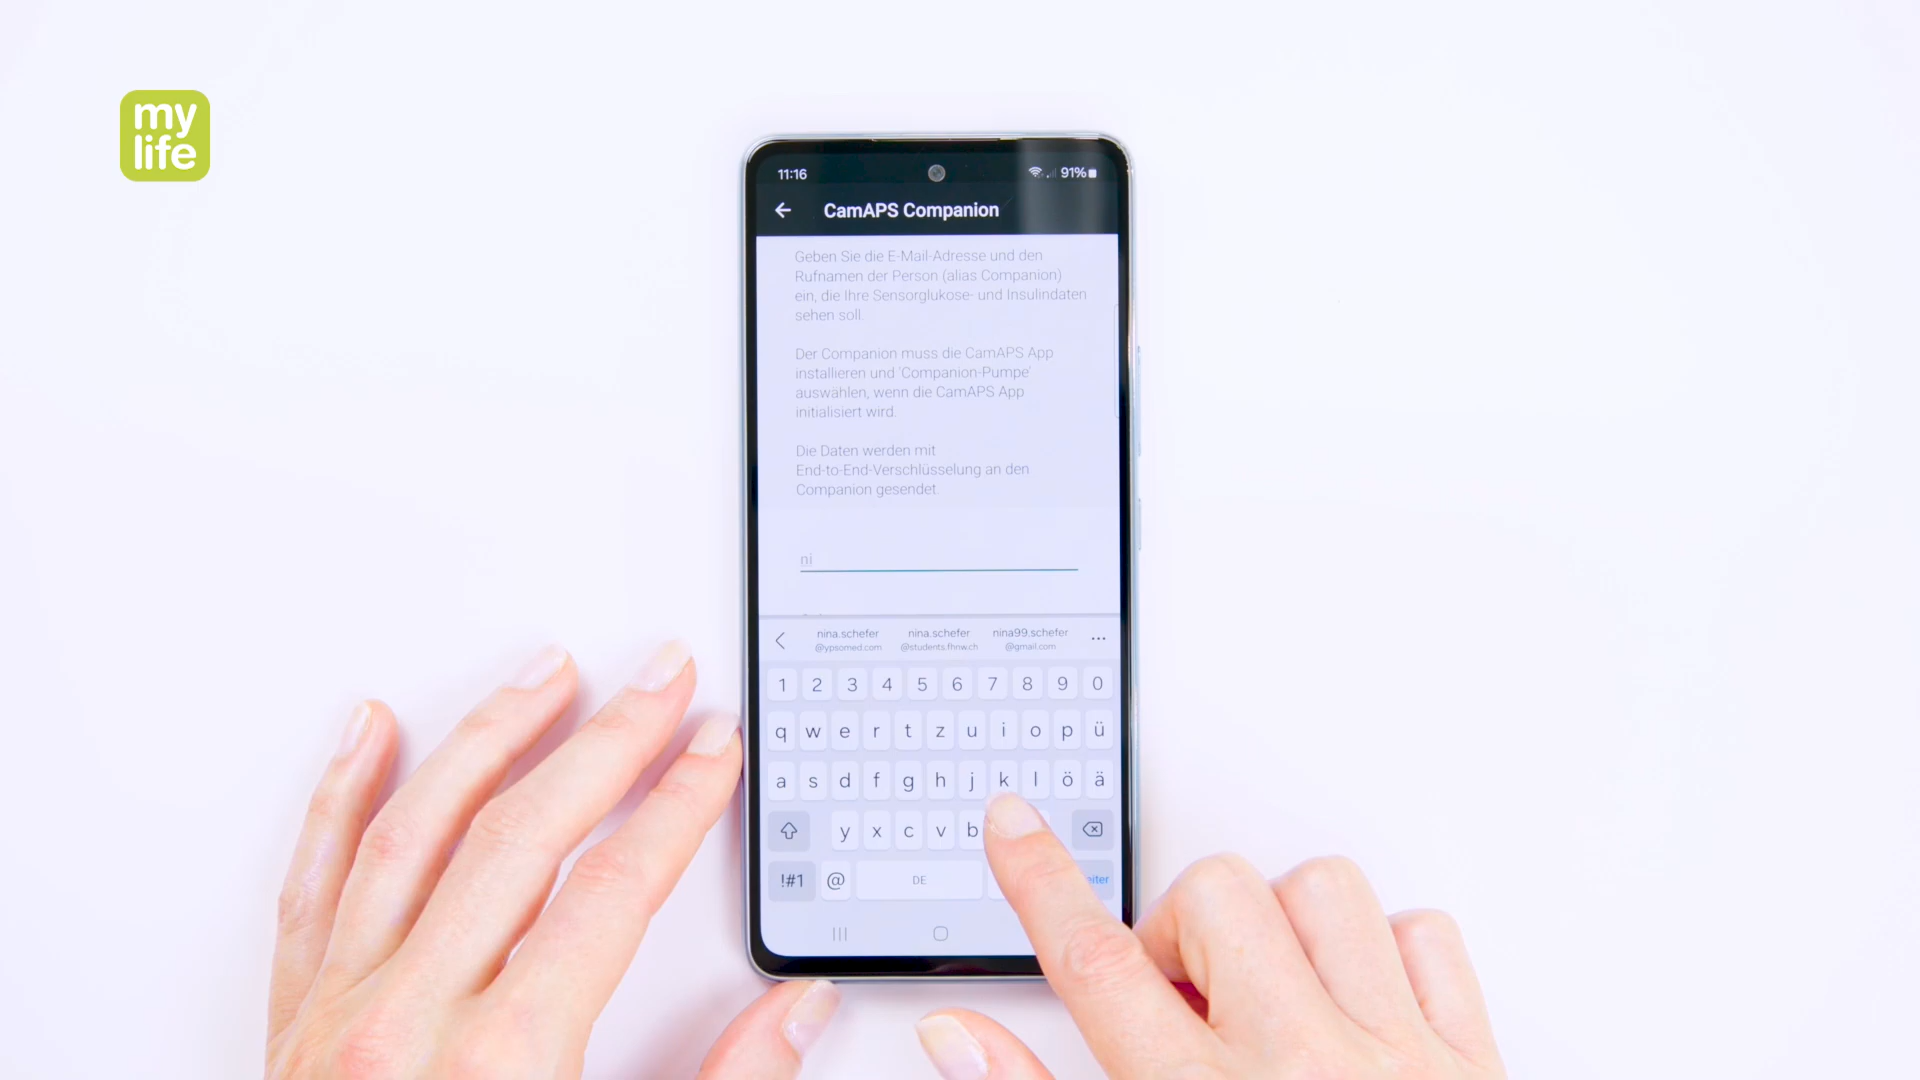 my
life
11:16
91%
CamAPS Companion
Geben Sie die E-Mail-Adresse und den
Rufnamen der Person (alias Companion)
ein, die Ihre Sensorglukose- und Insulindaten
sehen soll.
Der Companion muss die CamAPS App
installieren und 'Companion-Pumpe'
auswählen, wenn die CamAPS App
initialisiert wird.
Die Daten werden mit
End-to-End-Verschlüsselung an den
Companion gesendet.
ni
nina.schefer nina.schefer nina99.schefer
@ypsomed.com @students.fhnw.ch @gmail.com
1 2 3 4 5 6 7 8 9 0
q w e r t z u i o p ü
a s d f g h j k l ö ä
y x c v b
!#1 @ DE eiter